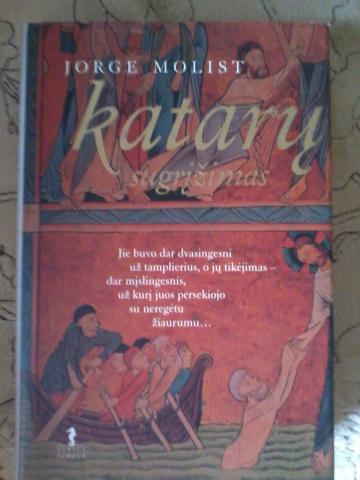 JORGE MOLIST
katarų
sugrįžimas
Jie buvo dar dvasingesni
už tamplierius, o jų tikėjimas –
dar mįslingesnis,
už kurį juos persekiojo
su neregėtu
žiaurumu...